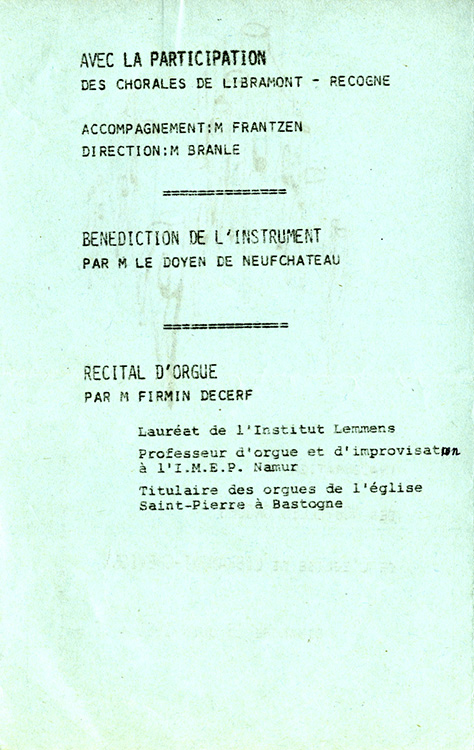 AVEC LA PARTICIPATION
DES CHORALES DE LIBRAMONT - RECOGNE
ACCOMPAGNEMENT:M FRANTZEN
DIRECTION:M BRANLE
==============
BENEDICTION DE L'INSTRUMENT
PAR M LE DOYEN DE NEUFCHATEAU
==============
RECITAL D'ORGUE
PAR M FIRMIN DECERF
Lauréat de l'Institut Lemmens
Professeur d'orgue et d'improvisaton
à l'I.M.E.P. Namur
Titulaire des orgues de l'église
Saint-Pierre à Bastogne